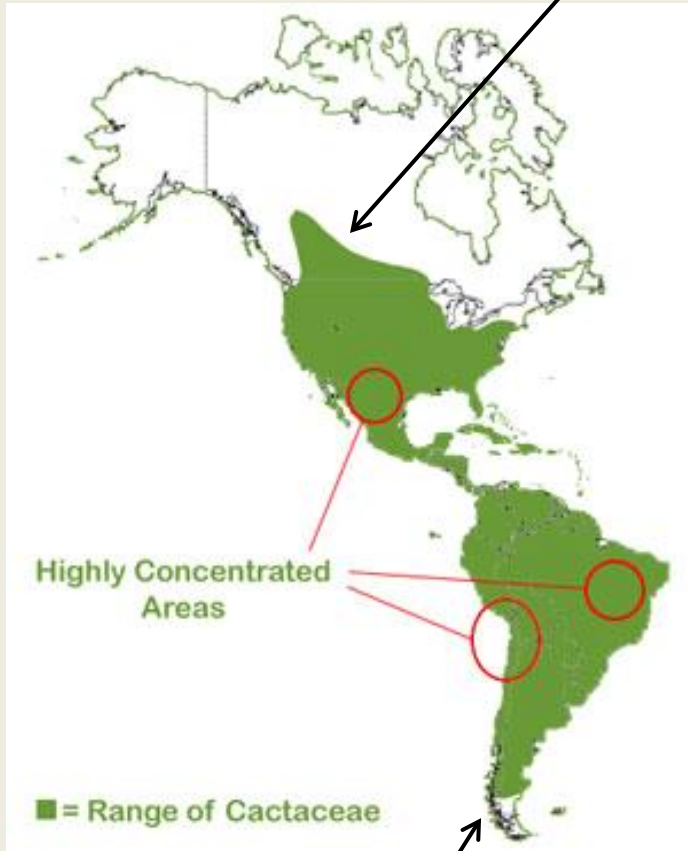 Highly Concentrated
Areas
= Range of Cactaceae